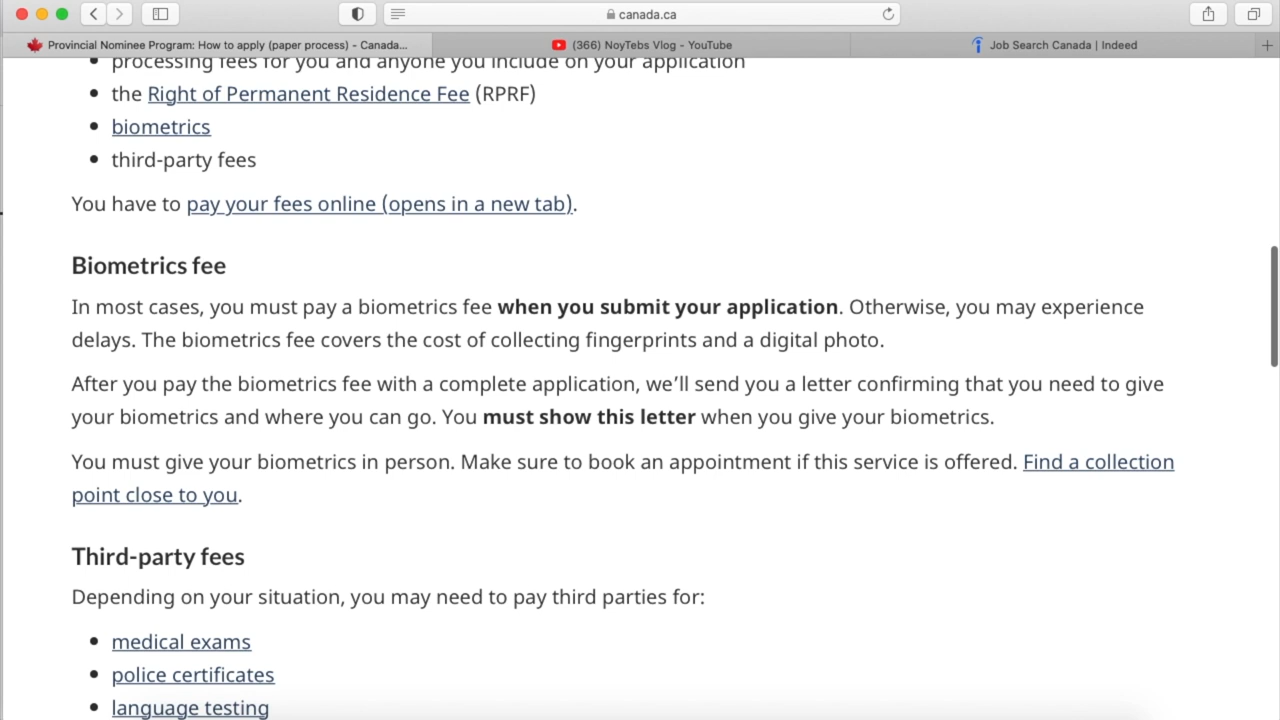 canada.ca
Provincial Nominee Program: How to apply (paper process) - Canada...
(366) NoyTebs Vlog - YouTube
Job Search Canada | Indeed
processing fees for you and anyone you include on your application
the Right of Permanent Residence Fee (RPRF)
biometrics
third-party fees
You have to pay your fees online (opens in a new tab).
Biometrics fee
In most cases, you must pay a biometrics fee when you submit your application. Otherwise, you may experience
delays. The biometrics fee covers the cost of collecting fingerprints and a digital photo.
After you pay the biometrics fee with a complete application, we’ll send you a letter confirming that you need to give
your biometrics and where you can go. You must show this letter when you give your biometrics.
You must give your biometrics in person. Make sure to book an appointment if this service is offered. Find a collection
point close to you.
Third-party fees
Depending on your situation, you may need to pay third parties for:
medical exams
police certificates
language testing